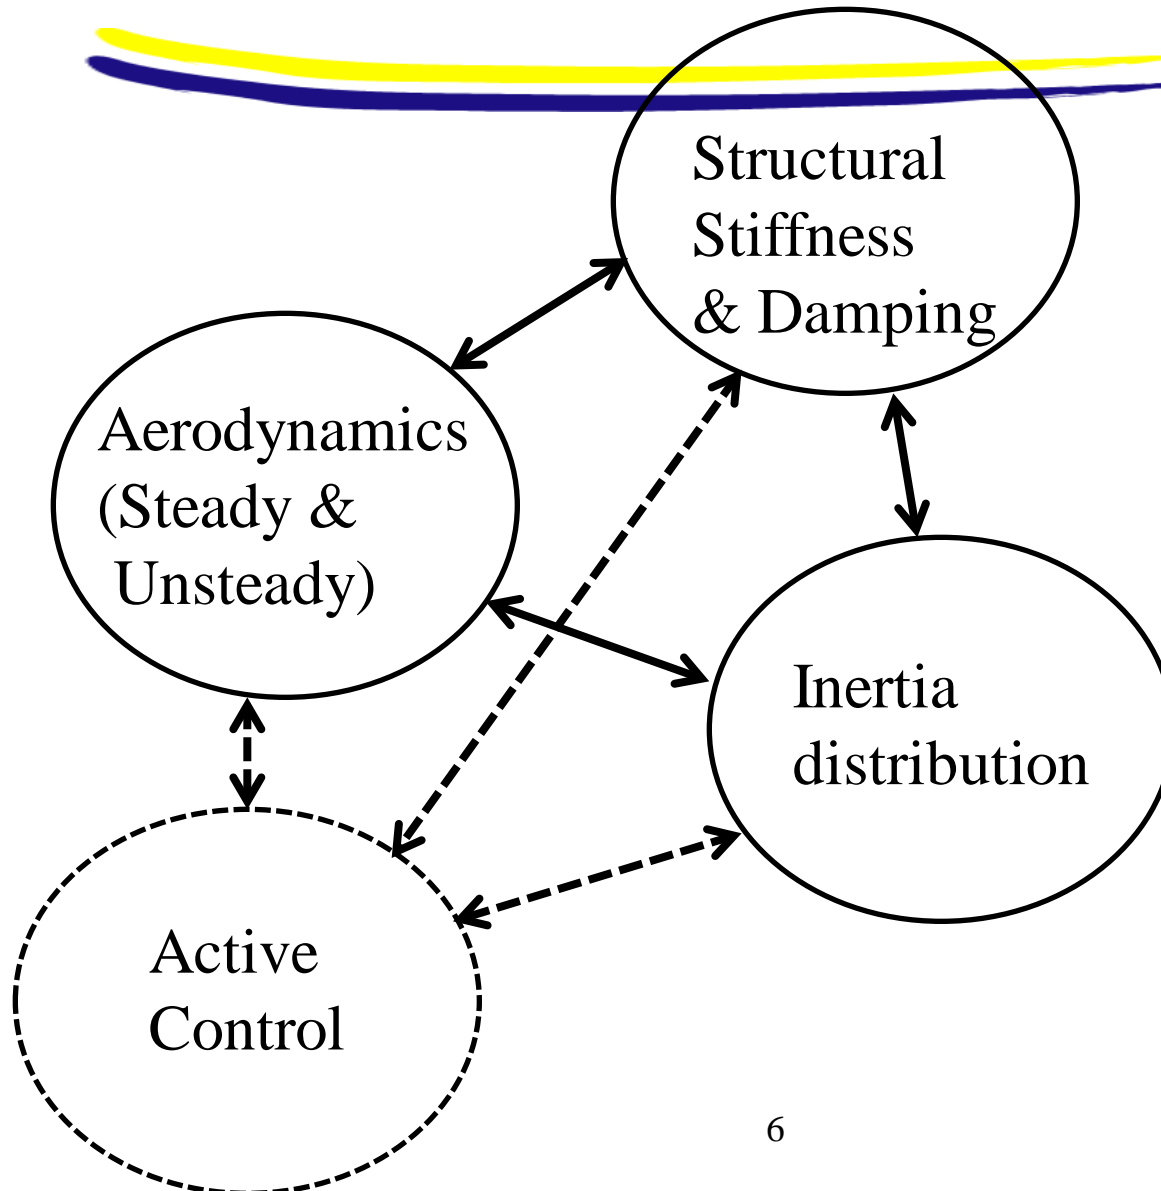 Structural
Stiffness
& Damping
Aerodynamics
(Steady &
Unsteady)
Inertia
distribution
Active
Control
6